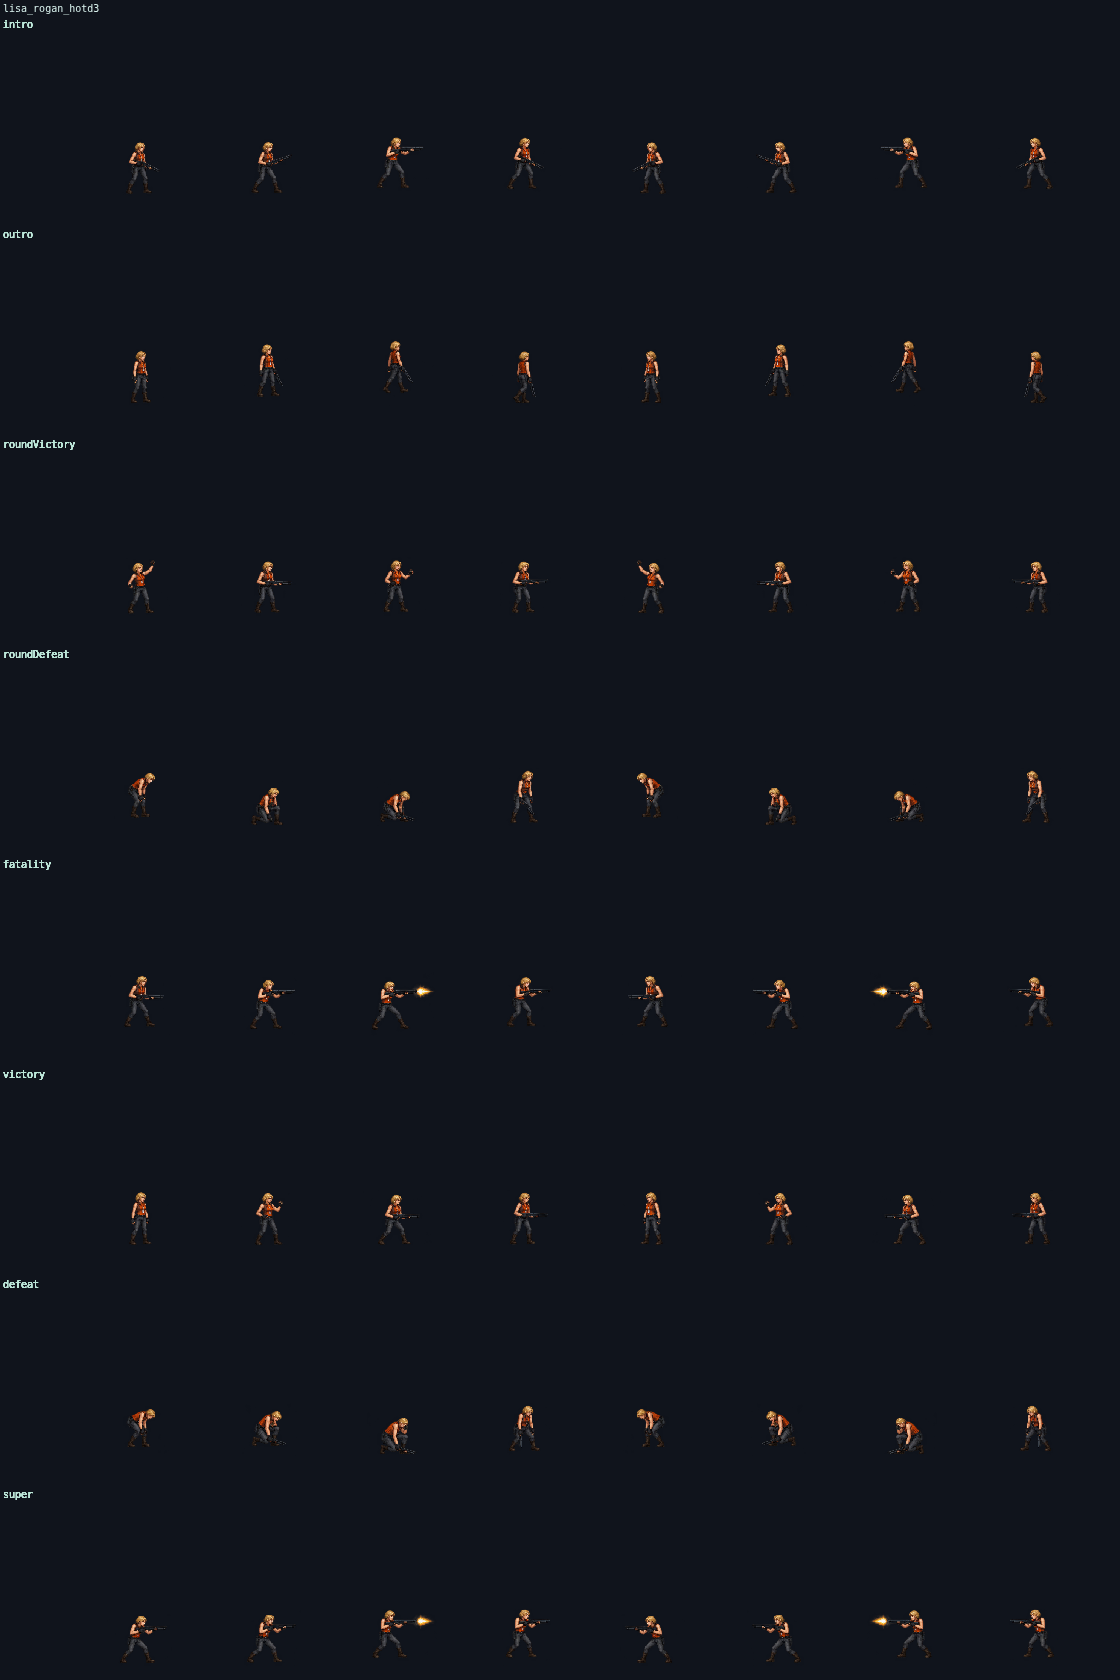 lisa_rogan_hotd3
intro
outro
roundVictory
roundDefeat
fatality
victory
defeat
super